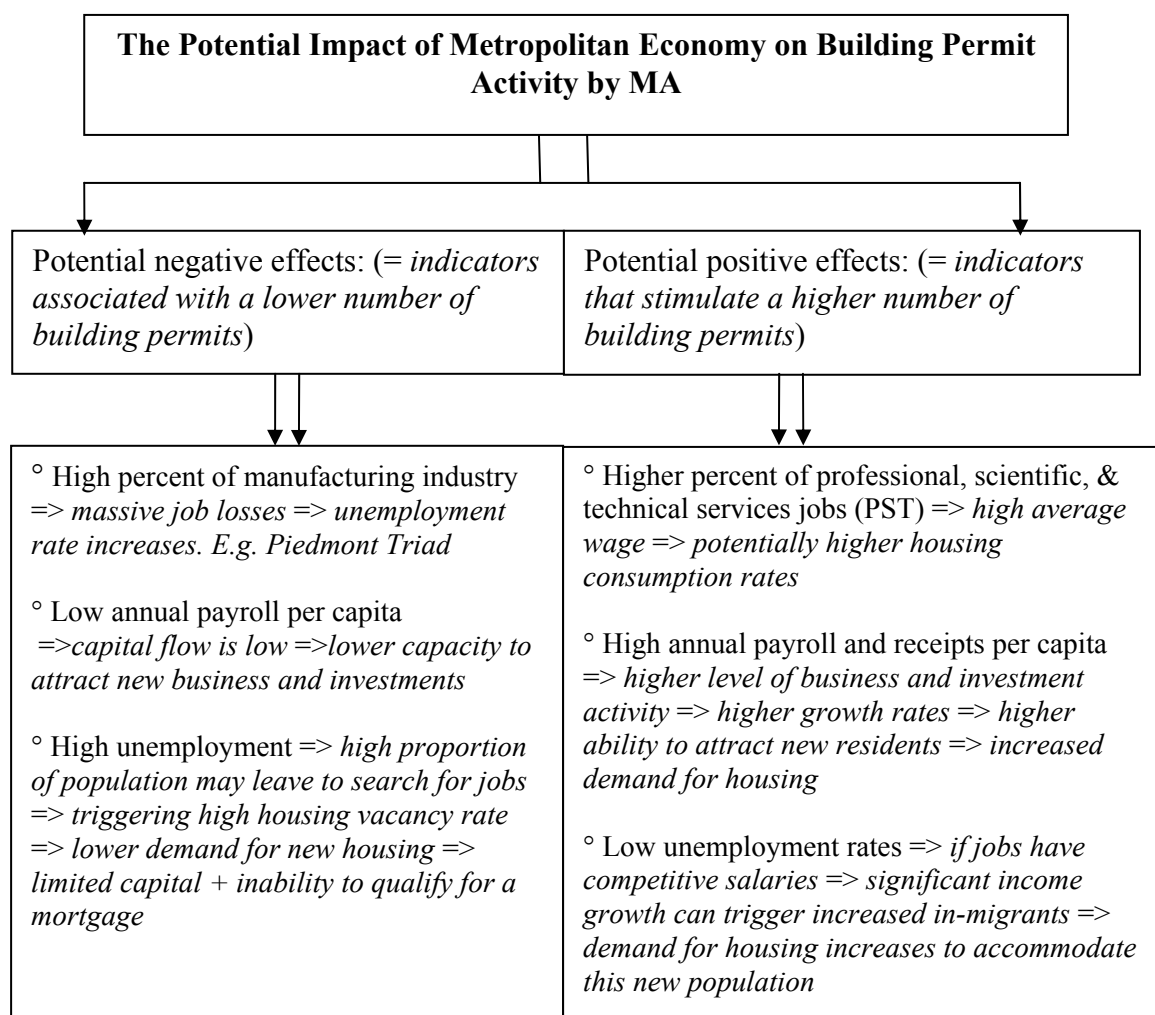 The Potential Impact of Metropolitan Economy on Building Permit
Activity by MA
Potential negative effects: (= indicators
associated with a lower number of
building permits)
Potential positive effects: (= indicators
that stimulate a higher number of
building permits)
° High percent of manufacturing industry
=> massive job losses => unemployment
rate increases. E.g. Piedmont Triad
° Low annual payroll per capita
=>capital flow is low =>lower capacity to
attract new business and investments
° High unemployment => high proportion
of population may leave to search for jobs
=> triggering high housing vacancy rate
=> lower demand for new housing =>
limited capital + inability to qualify for a
mortgage
° Higher percent of professional, scientific, &
technical services jobs (PST) => high average
wage => potentially higher housing
consumption rates
° High annual payroll and receipts per capita
=> higher level of business and investment
activity => higher growth rates => higher
ability to attract new residents => increased
demand for housing
° Low unemployment rates => if jobs have
competitive salaries => significant income
growth can trigger increased in-migrants =>
demand for housing increases to accommodate
this new population